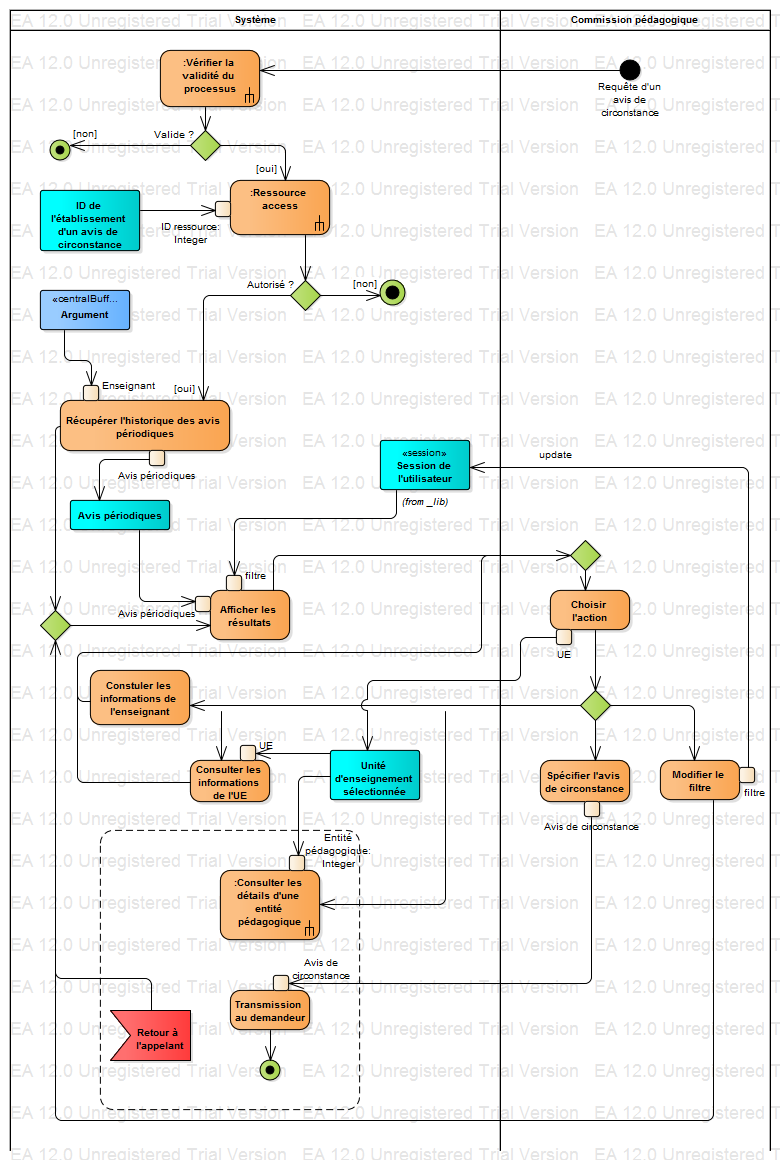 Système
Commission pédagogique
EA 12.0 Unregistered Trial Version
:Vérifier la
validité du
processus
Requête d'un
avis de
circonstance
[non]
Valide ?
[oui]
:Ressource
access
ID de
l'établissement
d'un avis de
circonstance
ID ressource:
Integer
Autorisé ?
[non]
«centralBuff...
Argument
Enseignant
[oui]
Récupérer l'historique des avis
périodiques
Avis périodiques
«session»
Session de
l'utilisateur
(from _lib)
update
Avis périodiques
filtre
Avis périodiques
Afficher les
résultats
Choisir
l'action
UE
Constuler les
informations de
l'enseignant
UE
Consulter les
informations
de l'UE
Unité
d'enseignement
sélectionnée
Spécifier l'avis
de circonstance
Modifier le
filtre
filtre
Avis de circonstance
Entité
pédagogique:
Integer
:Consulter les
détails d'une
entité
pédagogique
Avis de
circonstance
Transmission
au demandeur
Retour à
l'appelant